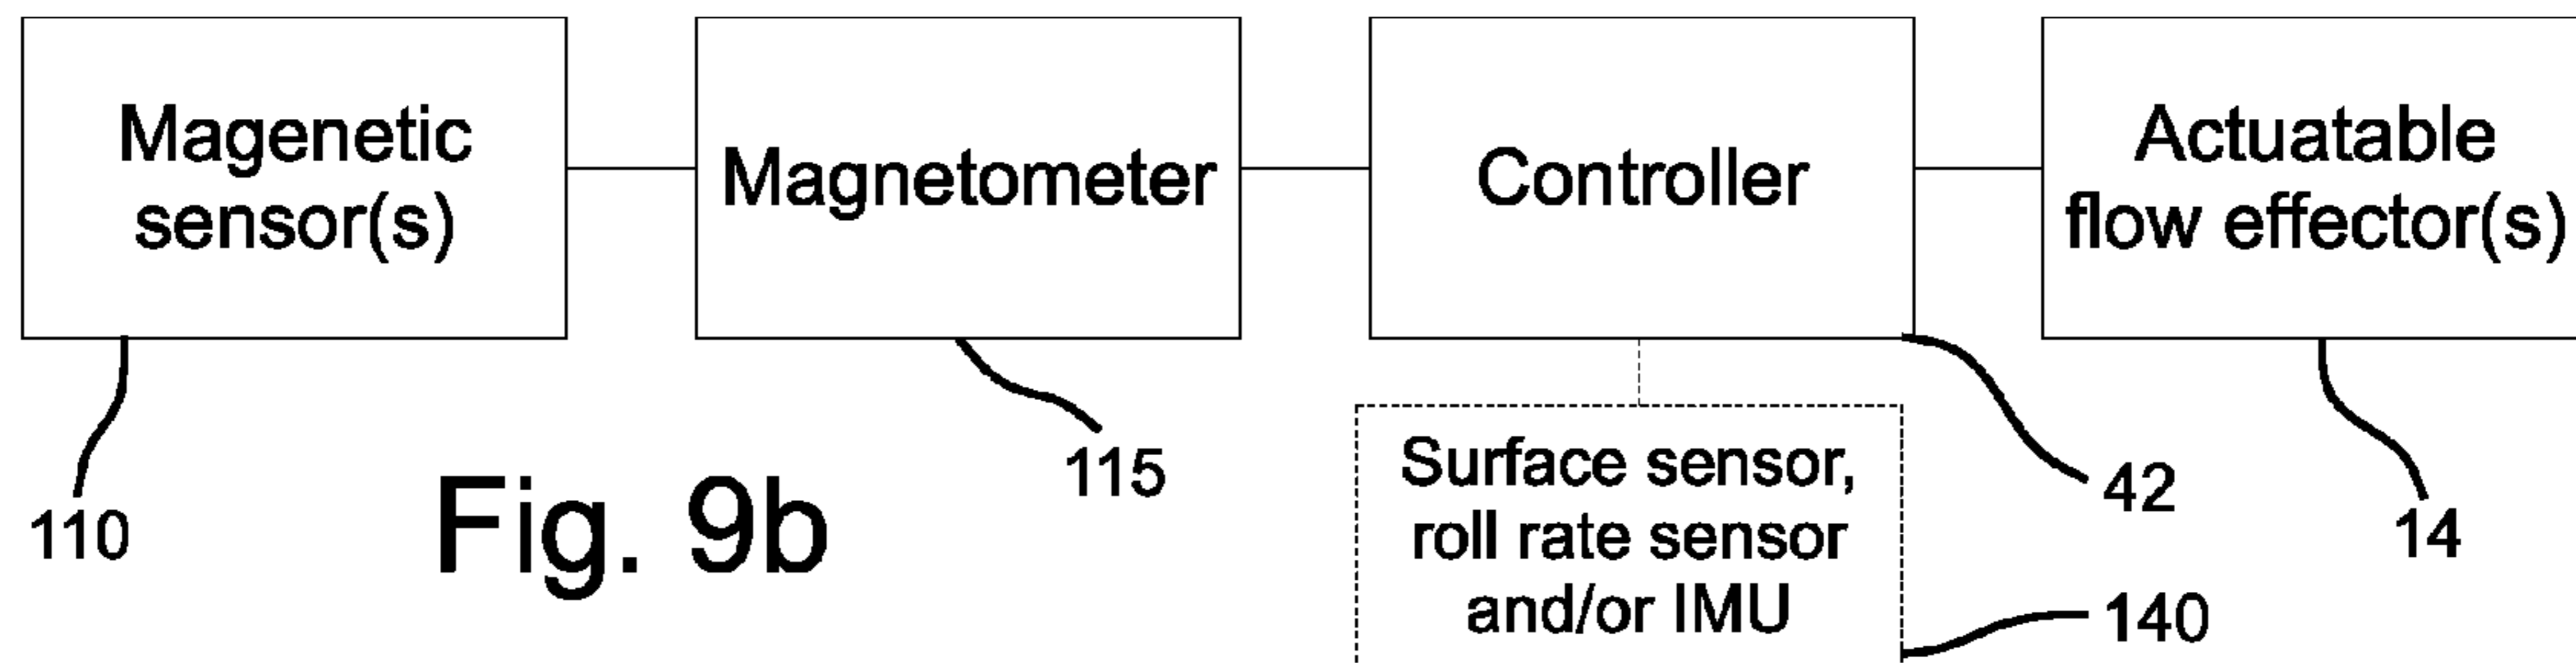 Magenetic
sensor(s)
Magnetometer
Controller
Actuatable
flow effector(s)
Surface sensor,
roll rate sensor
and/or IMU
110
Fig. 9b
115
42
14
140